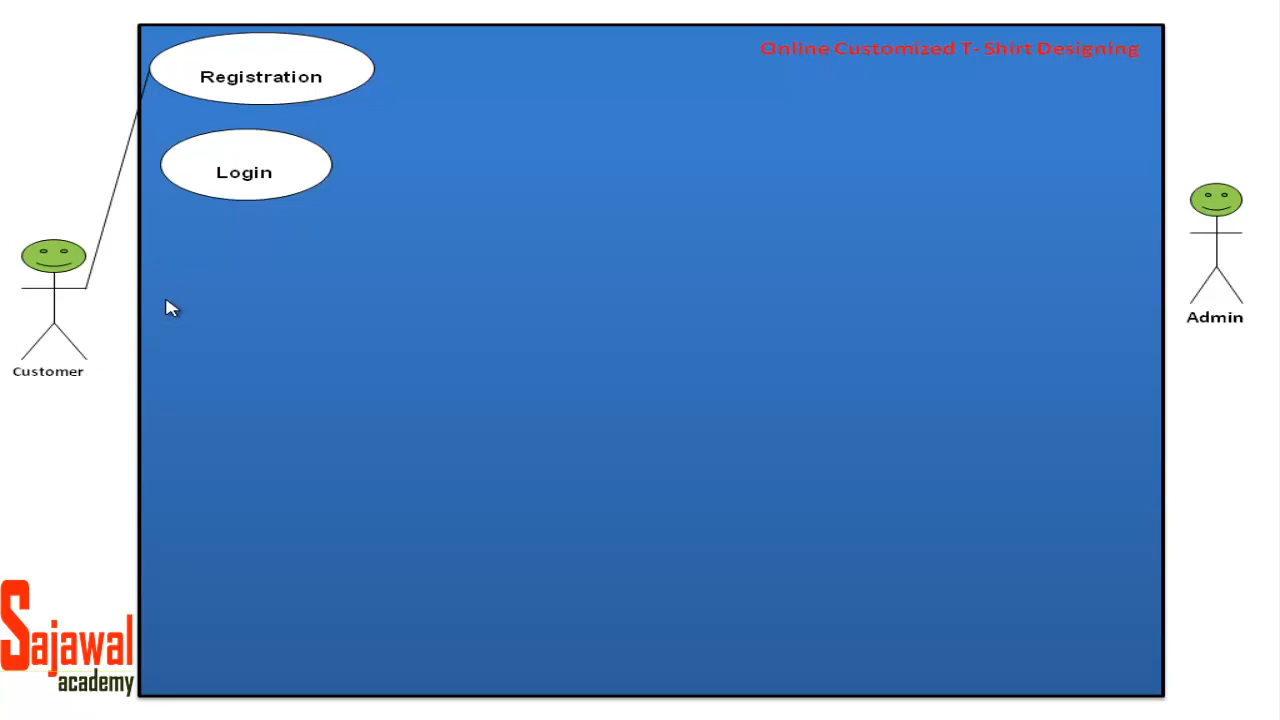 Online Customized T- Shirt Designing
Registration
Login
Customer
Admin
Sajawal
academy